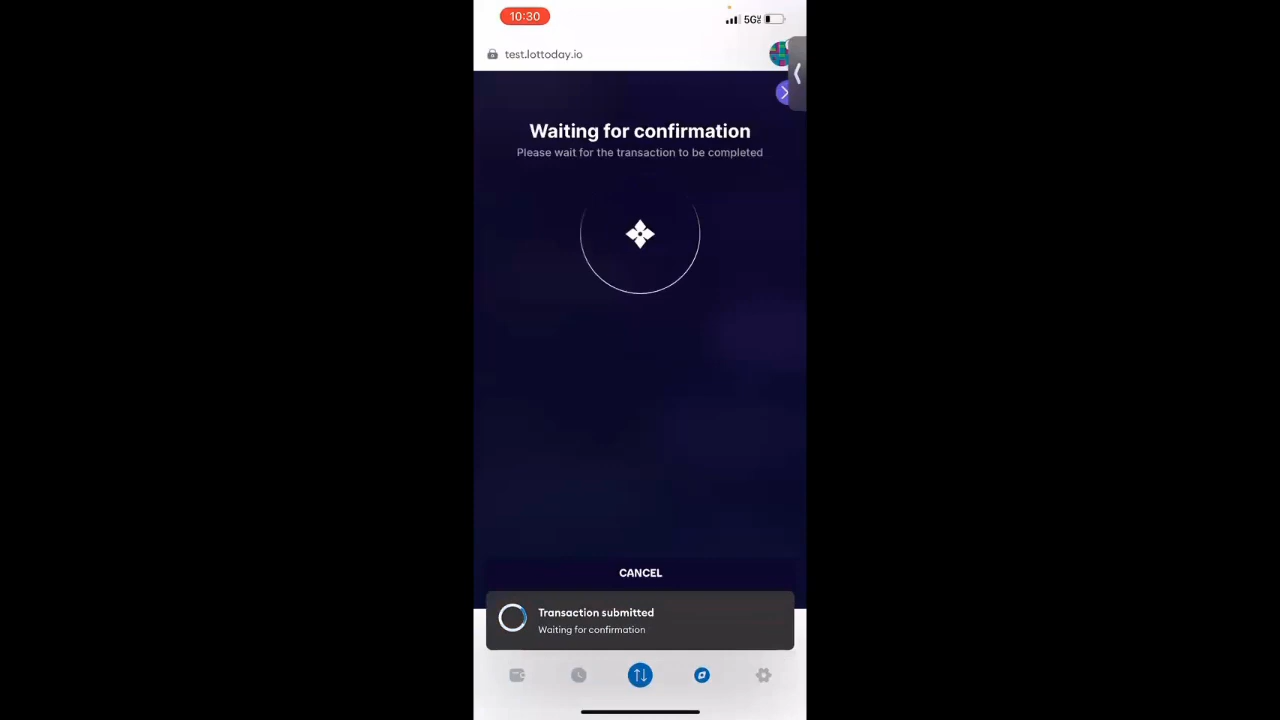 10:30
5G
test.lottoday.io
Waiting for confirmation
Please wait for the transaction to be completed
CANCEL
Transaction submitted
Waiting for confirmation